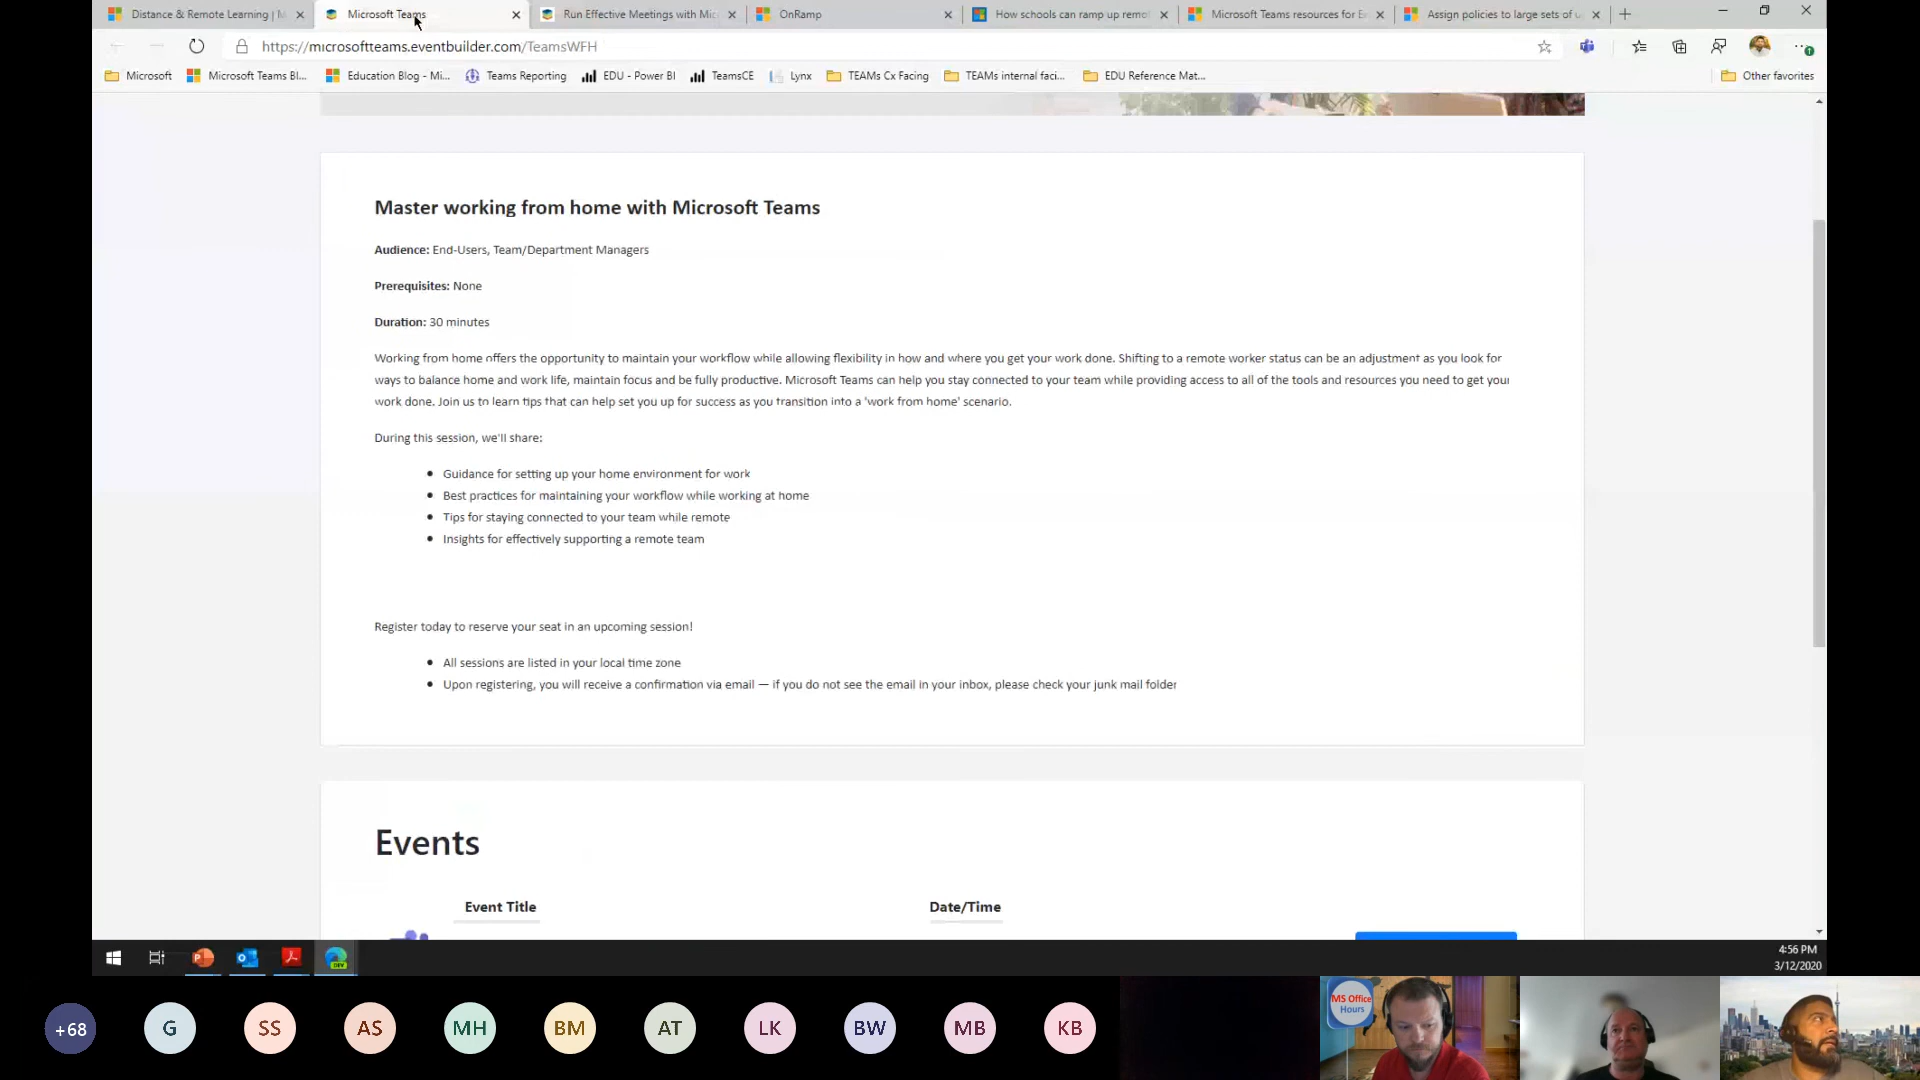 Distance & Remote Learning | M
Microsoft Teams
Run Effective Meetings with Mic
OnRamp
How schools can ramp up remo
Microsoft Teams resources for E
Assign policies to large sets of u
https://microsoftteams.eventbuilder.com/TeamsWFH
Microsoft
Microsoft Teams Bl...
Education Blog - Mi...
Teams Reporting
EDU - Power BI
TeamsCE
Lynx
TEAMs Cx Facing
TEAMs internal faci...
EDU Reference Mat...
Other favorites
Master working from home with Microsoft Teams
Audience: End-Users, Team/Department Managers
Prerequisites: None
Duration: 30 minutes
Working from home offers the opportunity to maintain your workflow while allowing flexibility in how and where you get your work done. Shifting to a remote worker status can be an adjustment as you look for
ways to balance home and work life, maintain focus and be fully productive. Microsoft Teams can help you stay connected to your team while providing access to all of the tools and resources you need to get your
work done. Join us to learn tips that can help set you up for success as you transition into a 'work from home' scenario.
During this session, we'll share:
• Guidance for setting up your home environment for work
• Best practices for maintaining your workflow while working at home
• Tips for staying connected to your team while remote
• Insights for effectively supporting a remote team
Register today to reserve your seat in an upcoming session!
• All sessions are listed in your local time zone
• Upon registering, you will receive a confirmation via email — if you do not see the email in your inbox, please check your junk mail folder
Events
Event Title
Date/Time
DEV
4:56 PM
3/12/2020
+68
G
SS
AS
MH
BM
AT
LK
BW
MB
KB
MS Office
Hours